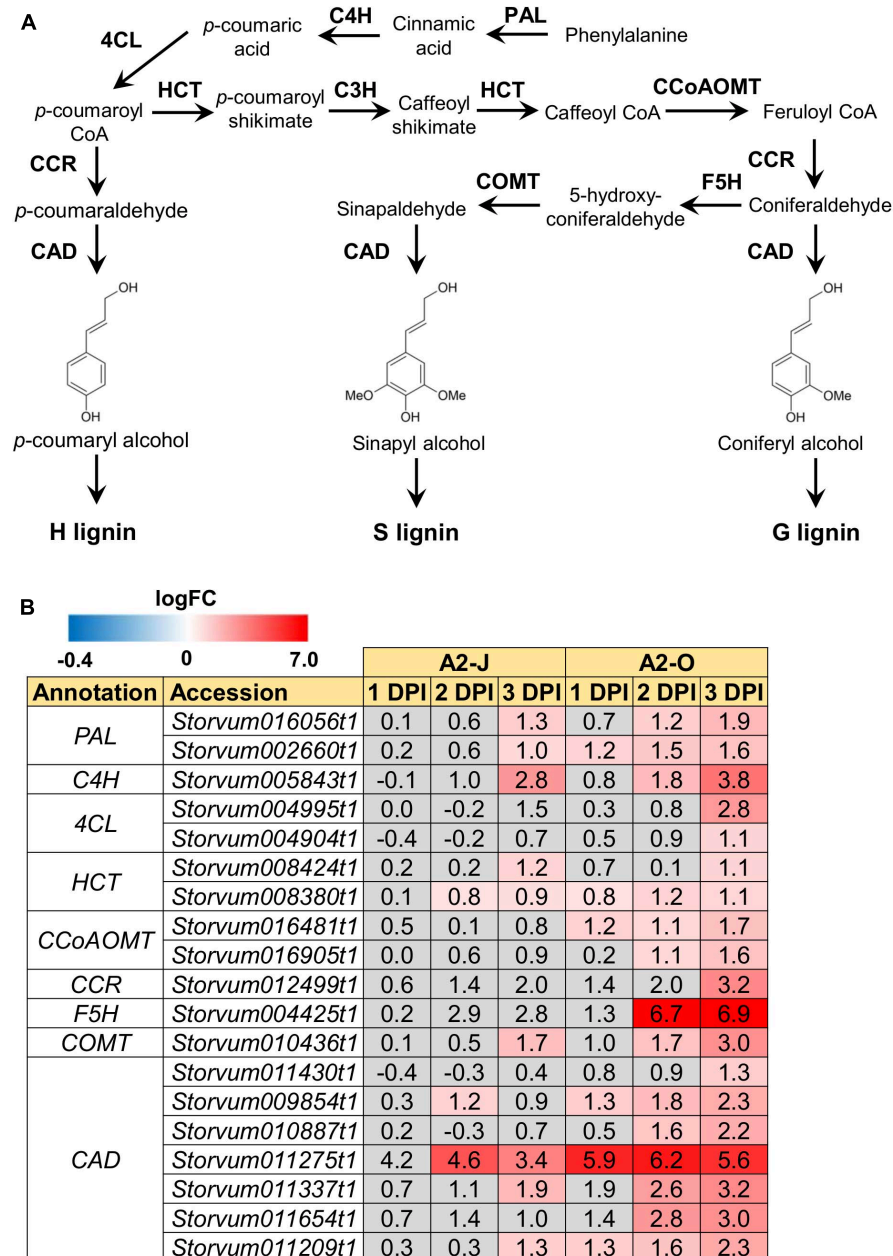 A
4CL
p-coumaric acid
C4H
Cinnamic acid
PAL
Phenylalanine
p-coumaroyl CoA
HCT
p-coumaroyl shikimate
C3H
Caffeoyl shikimate
HCT
Caffeoyl CoA
CCoAOMT
Feruloyl CoA
CCR
CCR
p-coumaraldehyde
Sinapaldehyde
COMT
5-hydroxy-coniferaldehyde
F5H
Coniferaldehyde
CAD
CAD
CAD
OH
OH
OH
MeO
OMe
OMe
OH
OH
OH
p-coumaryl alcohol
Sinapyl alcohol
Coniferyl alcohol
H lignin
S lignin
G lignin
B
logFC
-0.4 0 7.0
A2-J A2-O
Annotation Accession 1 DPI 2 DPI 3 DPI 1 DPI 2 DPI 3 DPI
PAL Storvum016056t1 0.1 0.6 1.3 0.7 1.2 1.9
Storvum002660t1 0.2 0.6 1.0 1.2 1.5 1.6
C4H Storvum005843t1 -0.1 1.0 2.8 0.8 1.8 3.8
4CL Storvum004995t1 0.0 -0.2 1.5 0.3 0.8 2.8
Storvum004904t1 -0.4 -0.2 0.7 0.5 0.9 1.1
HCT Storvum008424t1 0.2 0.2 1.2 0.7 0.1 1.1
Storvum008380t1 0.1 0.8 0.9 0.8 1.2 1.1
CCoAOMT Storvum016481t1 0.5 0.1 0.8 1.2 1.1 1.7
Storvum016905t1 0.0 0.6 0.9 0.2 1.1 1.6
CCR Storvum012499t1 0.6 1.4 2.0 1.4 2.0 3.2
F5H Storvum004425t1 0.2 2.9 2.8 1.3 6.7 6.9
COMT Storvum010436t1 0.1 0.5 1.7 1.0 1.7 3.0
CAD Storvum011430t1 -0.4 -0.3 0.4 0.8 0.9 1.3
Storvum009854t1 0.3 1.2 0.9 1.3 1.8 2.3
Storvum010887t1 0.2 -0.3 0.7 0.5 1.6 2.2
Storvum011275t1 4.2 4.6 3.4 5.9 6.2 5.6
Storvum011337t1 0.7 1.1 1.9 1.9 2.6 3.2
Storvum011654t1 0.7 1.4 1.0 1.4 2.8 3.0
Storvum011209t1 0.3 0.3 1.3 1.3 1.6 2.3